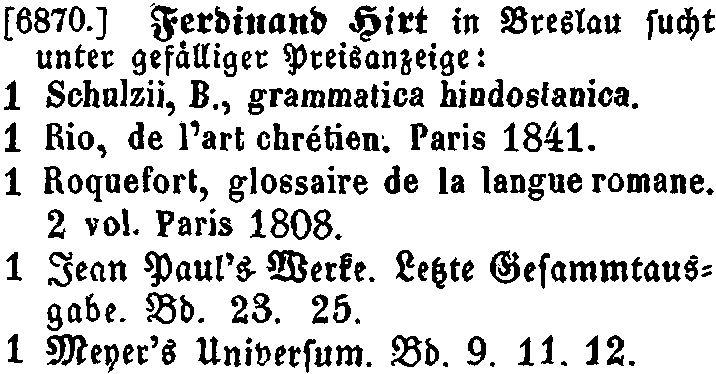 [6870.] Ferdinand Hirt in Breslau sucht
unter gefälliger Preisanzeige:
1 Schulzii, B., grammatica hindostanica.
1 Rio, de l'art chrétien. Paris 1841.
1 Roquefort, glossaire de la langue romane.
2 vol. Paris 1808.
1 Jean Paul's Werke. Letzte Gesammtaus-
gabe. Bd. 23. 25.
1 Meyer's Universum. Bd. 9. 11. 12.